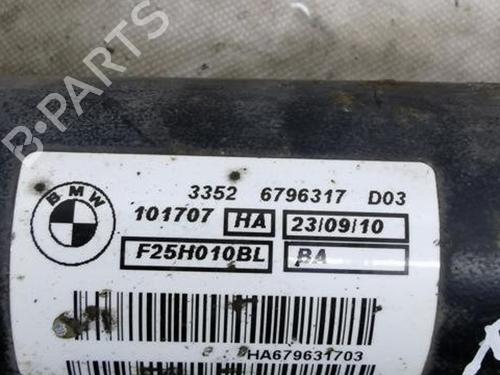 B-PARTS
BMW
3352 6796317 D03
101707 HA 23/09/10
F25H010BL BA
HA679631703